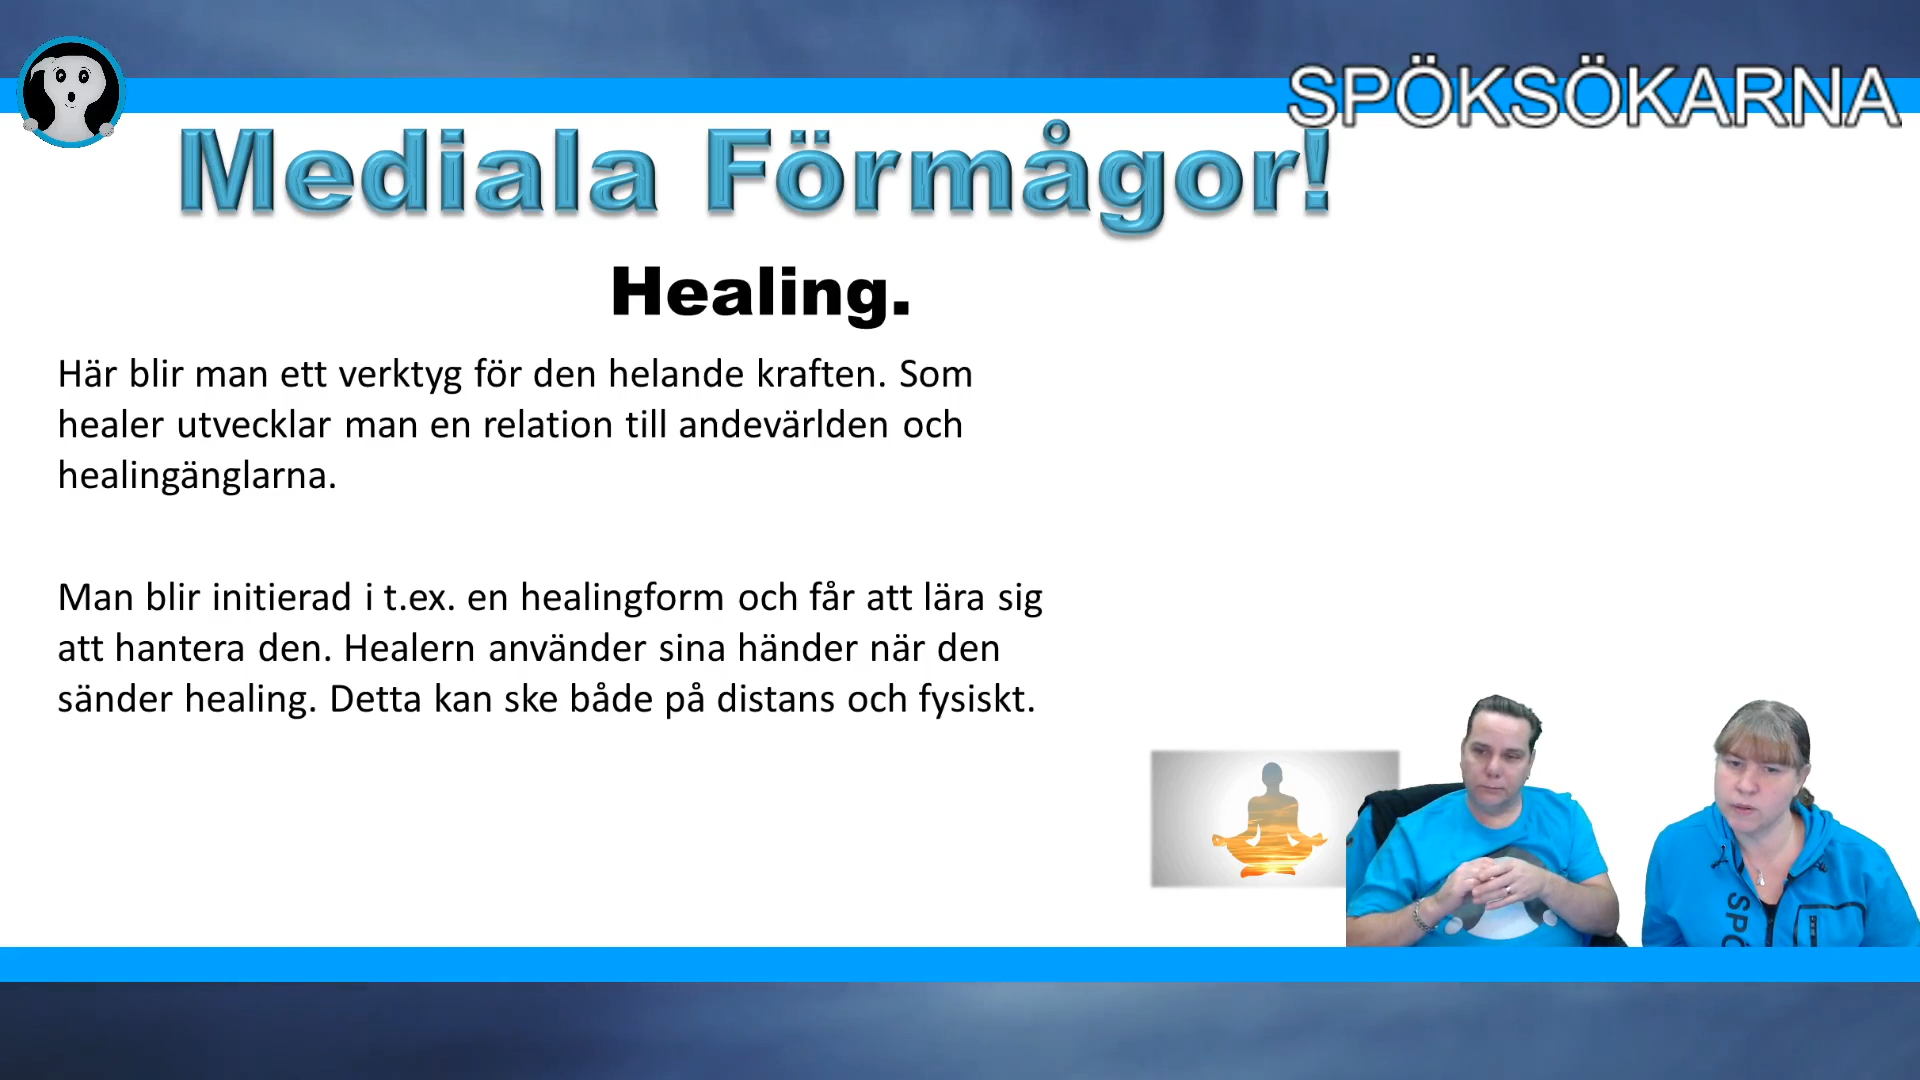 SPÖKSÖKARNA
Mediala Förmågor!
Healing.
Här blir man ett verktyg för den helande kraften. Som
healer utvecklar man en relation till andevärlden och
healingänglarna.
Man blir initierad i t.ex. en healingform och får att lära sig
att hantera den. Healern använder sina händer när den
sänder healing. Detta kan ske både på distans och fysiskt.
SPÖ